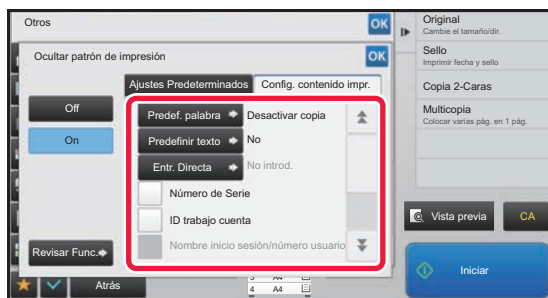 Otros
OK
Ocultar patrón de impresión
OK
Ajustes Predeterminados
Config. contenido impr.
Off
On
Predef. palabra
Desactivar copia
Predefinir texto
No
Entr. Directa
No introd.
Número de Serie
ID trabajo cuenta
Nombre inicio sesión/número usuario
Revisar Func.
Atrás
4 A4
Original
Cambie el tamaño/dir.
Sello
Imprimir fecha y sello
Copia 2-Caras
Multicopia
Colocar varias pág. en 1 pág.
Vista previa
CA
Iniciar